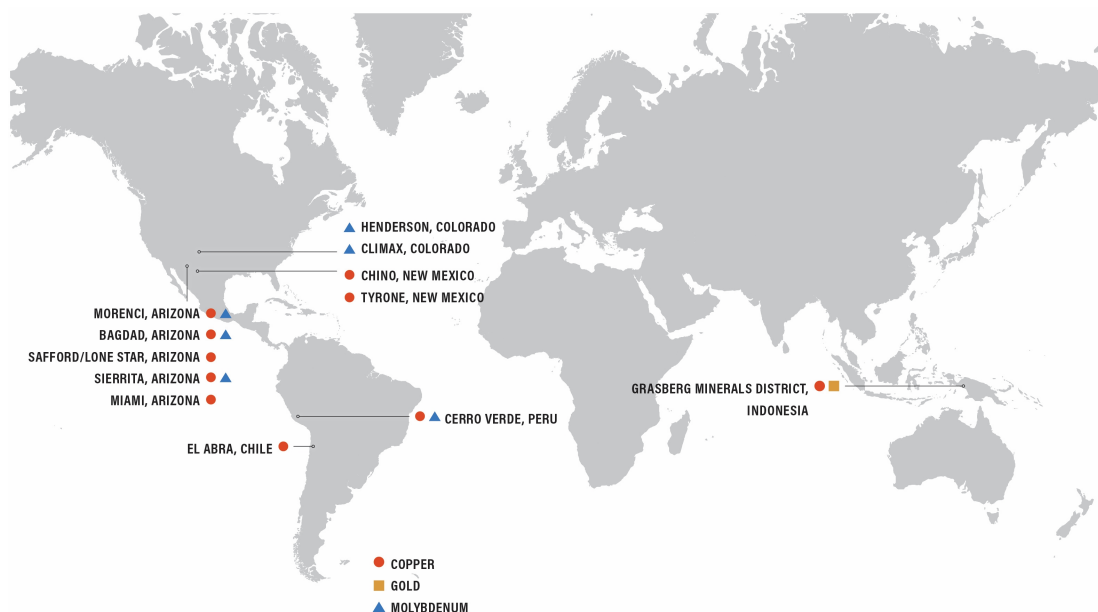 HENDERSON, COLORADO
CLIMAX, COLORADO
CHINO, NEW MEXICO
TYRONE, NEW MEXICO
MORENCI, ARIZONA
BAGDAD, ARIZONA
SAFFORD/LONE STAR, ARIZONA
SIERRITA, ARIZONA
MIAMI, ARIZONA
GRASBERG MINERALS DISTRICT,
INDONESIA
CERRO VERDE, PERU
EL ABRA, CHILE
COPPER
GOLD
MOLYBDENUM